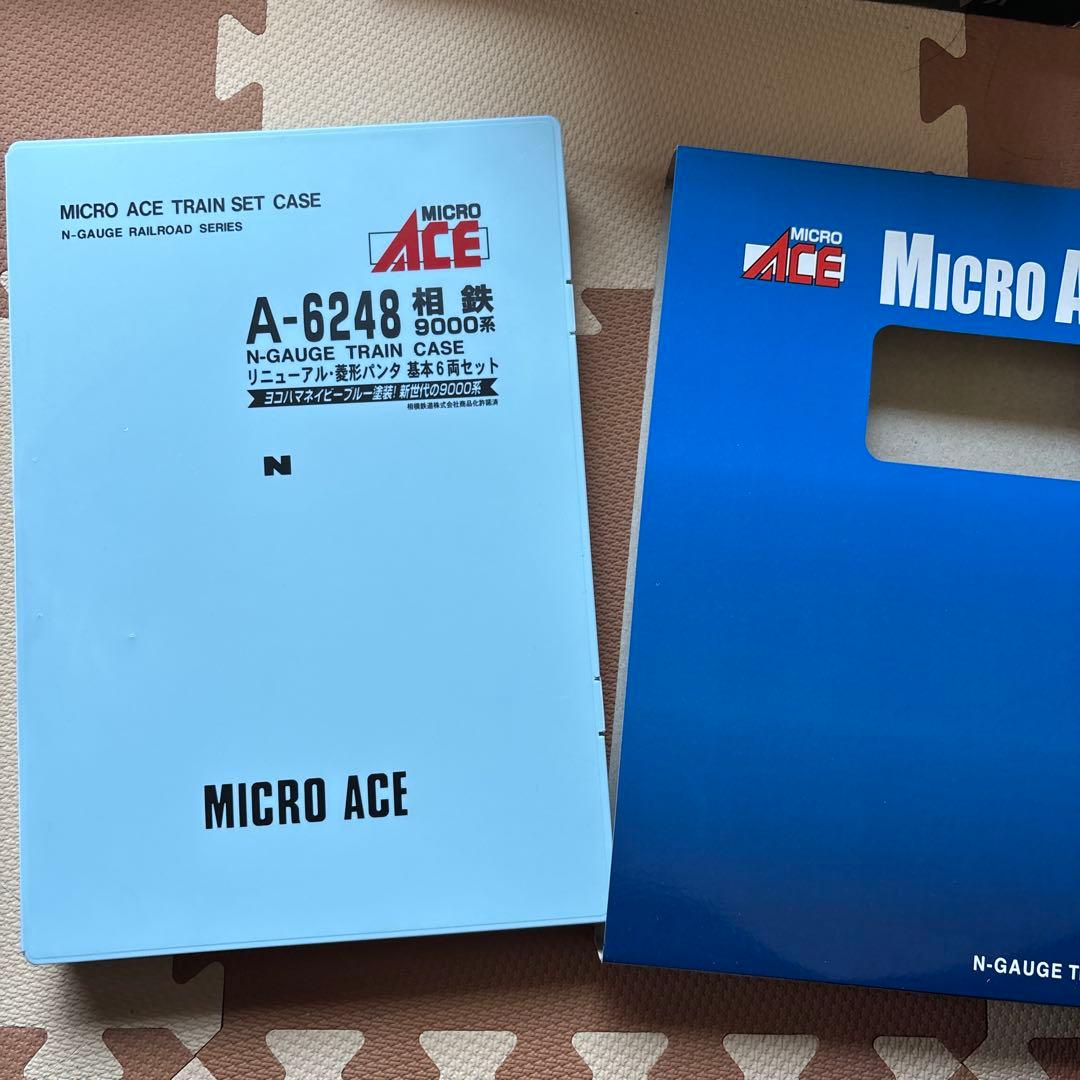 MICRO ACE TRAIN SET CASE
N-GAUGE RAILROAD SERIES
MICRO
ACE
A-6248 相鉄
9000系
N-GAUGE TRAIN CASE
リニューアル・菱形パンタ 基本6両セット
ヨコハマネイビーブルー塗装! 新世代の9000系
相模鉄道株式会社商品化許諾済
N
MICRO ACE
MICRO
ACE
MICRO A
N-GAUGE T